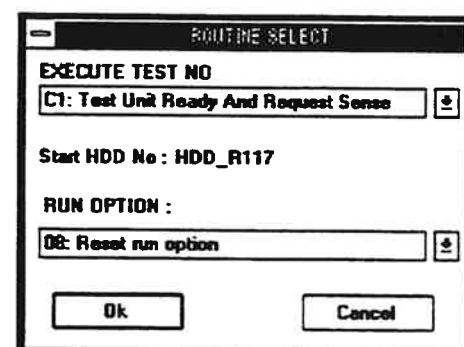 ROUTINE SELECT
EXECUTE TEST NO
C1: Test Unit Ready And Request Sense
Start HDD No : HDD_R117
RUN OPTION :
08: Reset run option
Ok
Cancel